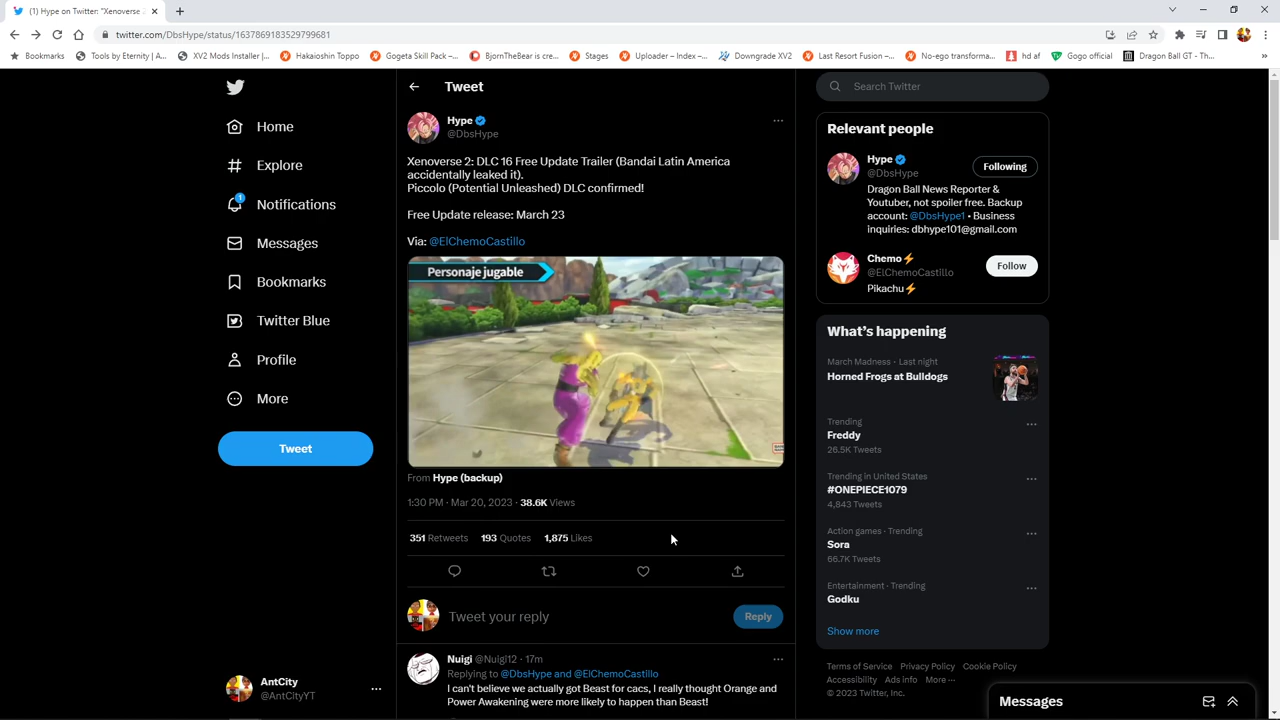 (1) Hype on Twitter: "Xenoverse
twitter.com/DbsHype/status/1637869183529799681
Bookmarks
Tools by Eternity | A...
XV2 Mods Installer |...
Hakaioshin Toppo
Gogeta Skill Pack –...
BjornTheBear is cre...
Stages
Uploader – Index –...
Downgrade XV2
Last Resort Fusion –...
No-ego transforma...
hd af
Gogo official
Dragon Ball GT - Th...
»
Home
Explore
1
Notifications
Messages
Bookmarks
Twitter Blue
Profile
More
Tweet
AntCity
@AntCityYT
Tweet
Hype
@DbsHype
Xenoverse 2: DLC 16 Free Update Trailer (Bandai Latin America
accidentally leaked it).
Piccolo (Potential Unleashed) DLC confirmed!
Free Update release: March 23
Via: @ElChemoCastillo
Personaje jugable
From Hype (backup)
1:30 PM · Mar 20, 2023 · 38.6K Views
351 Retweets 193 Quotes 1,875 Likes
Tweet your reply
Reply
Nuigi @Nuigi12 · 17m
Replying to @DbsHype and @ElChemoCastillo
I can't believe we actually got Beast for cacs, I really thought Orange and
Power Awakening were more likely to happen than Beast!
Search Twitter
Relevant people
Hype
@DbsHype
Following
Dragon Ball News Reporter &
Youtuber, not spoiler free. Backup
account: @DbsHype1 • Business
inquiries: dbhype101@gmail.com
Chemo⚡
@ElChemoCastillo
Follow
Pikachu⚡
What's happening
March Madness · Last night
Horned Frogs at Bulldogs
Trending
Freddy
26.5K Tweets
Trending in United States
#ONEPIECE1079
4,843 Tweets
Action games · Trending
Sora
66.7K Tweets
Entertainment · Trending
Godku
Show more
Terms of Service Privacy Policy Cookie Policy
Accessibility Ads info More ···
© 2023 Twitter, Inc.
Messages